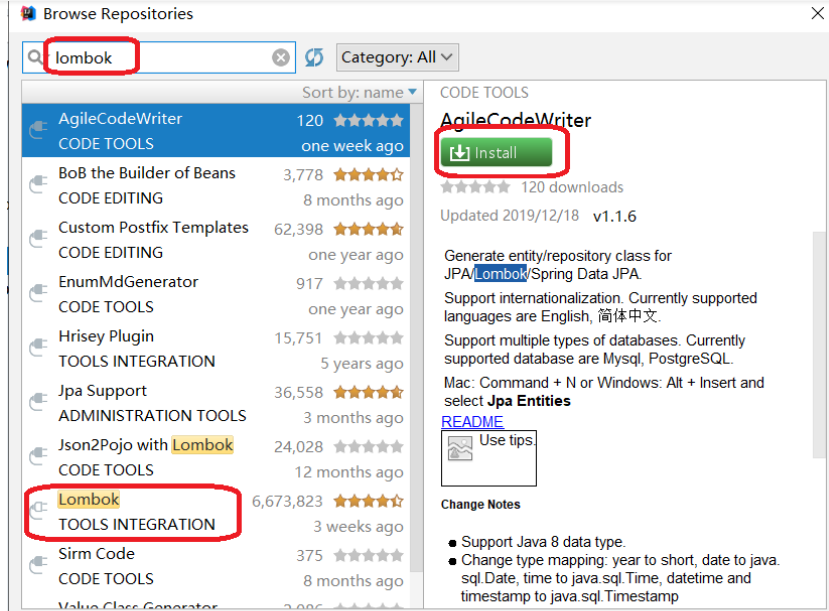 Browse Repositories
lombok
Category: All
Sort by: name
AgileCodeWriter 120
CODE TOOLS one week ago
BoB the Builder of Beans 3,778
CODE EDITING 8 months ago
Custom Postfix Templates 62,398
CODE EDITING one year ago
EnumMdGenerator 917
CODE TOOLS one year ago
Hrisey Plugin 15,751
TOOLS INTEGRATION 5 years ago
Jpa Support 36,558
ADMINISTRATION TOOLS 3 months ago
Json2Pojo with Lombok 24,028
CODE TOOLS 12 months ago
Lombok 6,673,823
TOOLS INTEGRATION 3 weeks ago
Sirm Code 375
CODE TOOLS 8 months ago
Value Class Generator 2,086
CODE TOOLS
AgileCodeWriter
Install
120 downloads
Updated 2019/12/18 v1.1.6
Generate entity/repository class for
JPA/Lombok/Spring Data JPA.
Support internationalization. Currently supported
languages are English, 简体中文.
Support multiple types of databases. Currently
supported database are Mysql, PostgreSQL.
Mac: Command + N or Windows: Alt + Insert and
select Jpa Entities
README
Use tips.
Change Notes
Support Java 8 data type.
Change type mapping: year to short, date to java.
sql.Date, time to java.sql.Time, datetime and
timestamp to java.sql.Timestamp